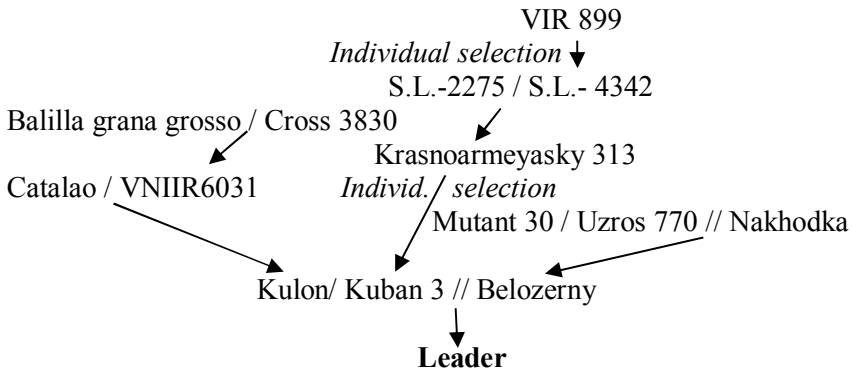 VIR 899
Individual selection
S.L.-2275 / S.L.- 4342
Balilla grana grosso / Cross 3830
Krasnoarmeyasky 313
Catalao / VNIIR6031 Individ. selection
Mutant 30 / Uzros 770 // Nakhodka
Kulon/ Kuban 3 // Belozerny
Leader